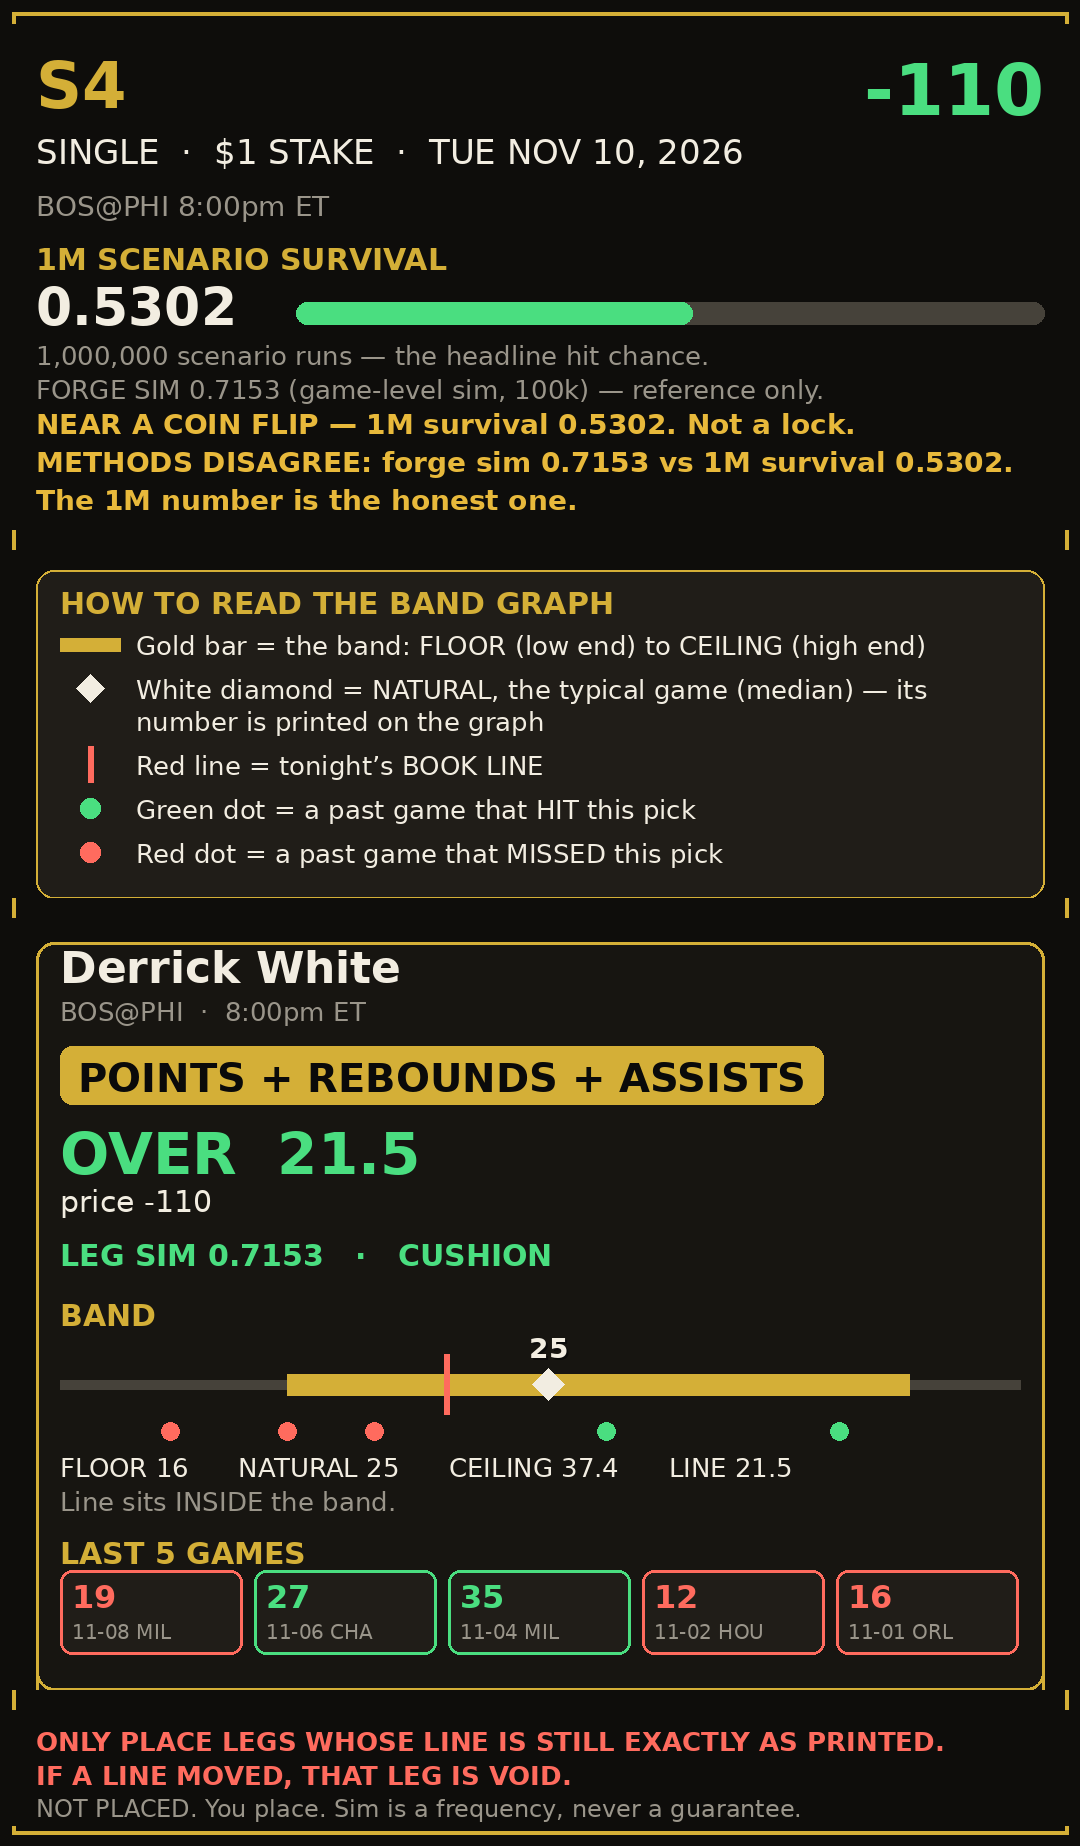 S4
-110
SINGLE · $1 STAKE · TUE NOV 10, 2026
BOS@PHI 8:00pm ET
1M SCENARIO SURVIVAL
0.5302
1,000,000 scenario runs — the headline hit chance.
FORGE SIM 0.7153 (game-level sim, 100k) — reference only.
NEAR A COIN FLIP — 1M survival 0.5302. Not a lock.
METHODS DISAGREE: forge sim 0.7153 vs 1M survival 0.5302.
The 1M number is the honest one.
HOW TO READ THE BAND GRAPH
Gold bar = the band: FLOOR (low end) to CEILING (high end)
White diamond = NATURAL, the typical game (median) — its
number is printed on the graph
Red line = tonight’s BOOK LINE
Green dot = a past game that HIT this pick
Red dot = a past game that MISSED this pick
Derrick White
BOS@PHI · 8:00pm ET
POINTS + REBOUNDS + ASSISTS
OVER 21.5
price -110
LEG SIM 0.7153 · CUSHION
BAND
25
FLOOR 16 NATURAL 25 CEILING 37.4 LINE 21.5
Line sits INSIDE the band.
LAST 5 GAMES
19 27 35 12 16
11-08 MIL 11-06 CHA 11-04 MIL 11-02 HOU 11-01 ORL
ONLY PLACE LEGS WHOSE LINE IS STILL EXACTLY AS PRINTED.
IF A LINE MOVED, THAT LEG IS VOID.
NOT PLACED. You place. Sim is a frequency, never a guarantee.